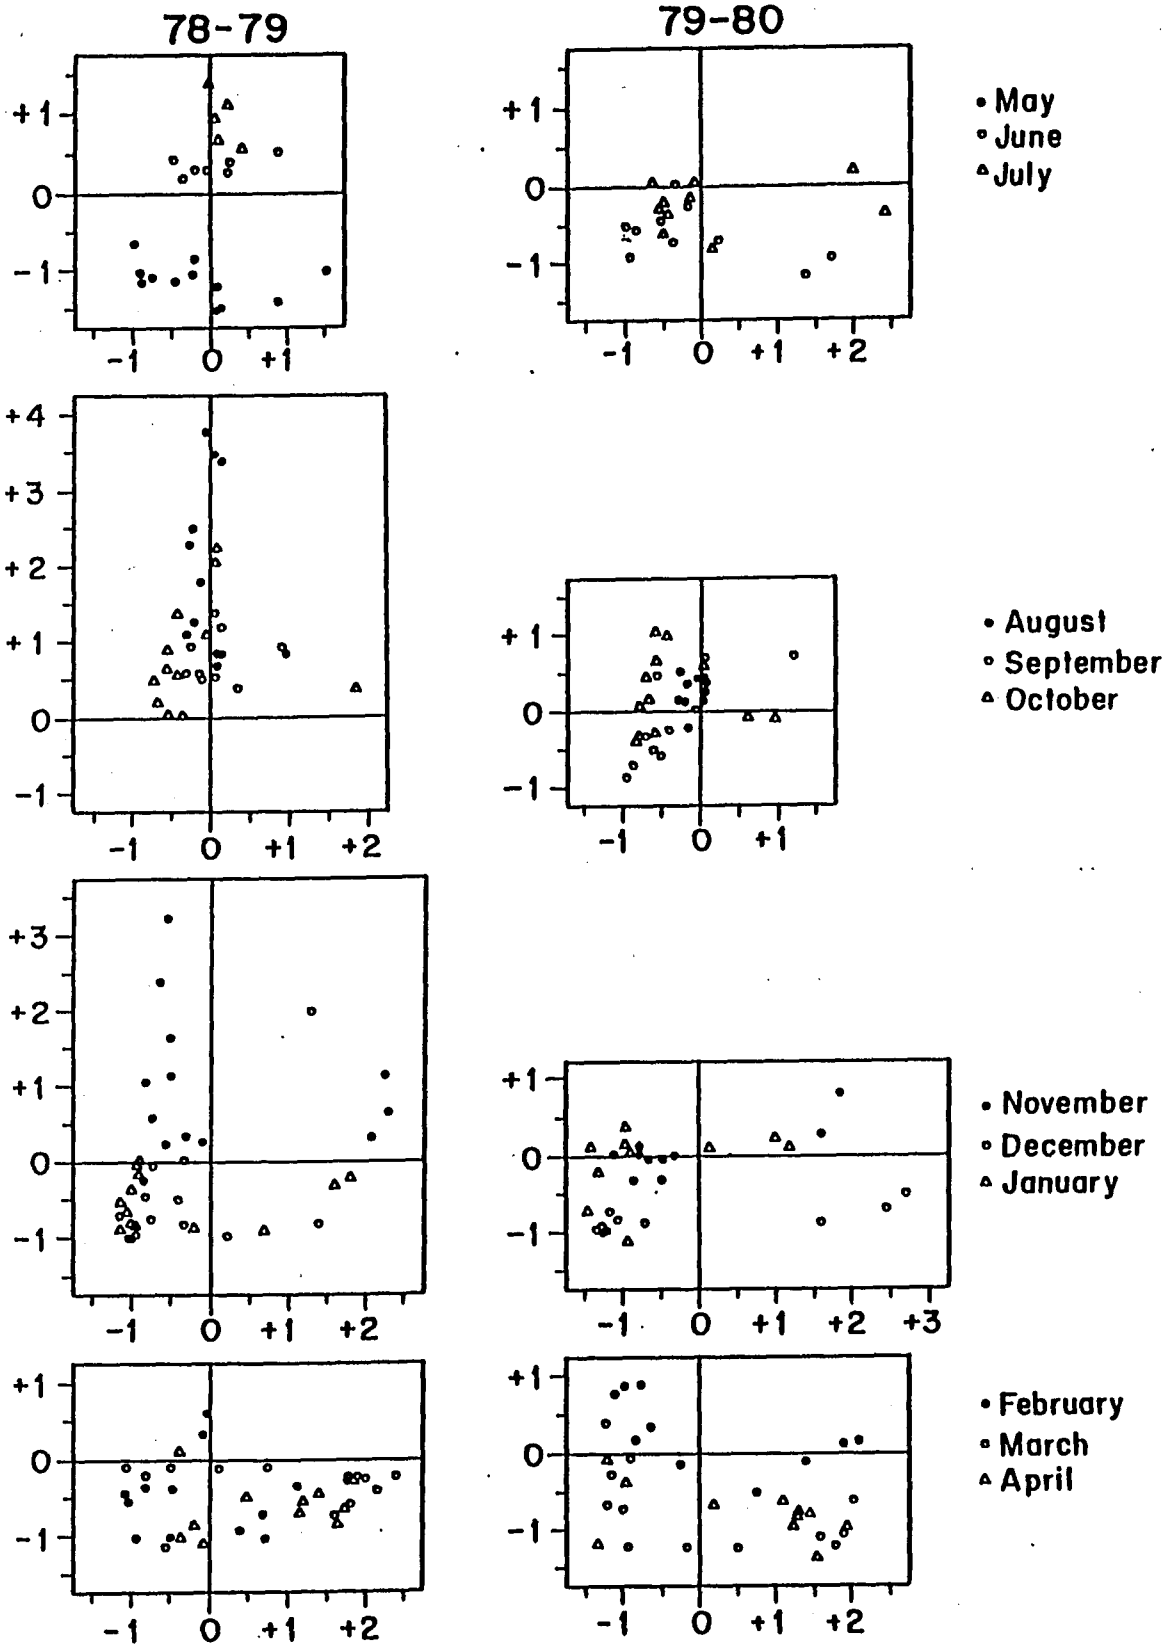 78-79
79-80
+1
0
-1
-1 0 +1
+1
0
-1
-1 0 +1 +2
• May
° June
△ July
+4
+3
+2
+1
0
-1
-1 0 +1 +2
+1
0
-1
-1 0 +1
• August
° September
△ October
+3
+2
+1
0
-1
-1 0 +1 +2
+1
0
-1
-1 0 +1 +2 +3
• November
° December
△ January
+1
0
-1
-1 0 +1 +2
+1
0
-1
-1 0 +1 +2
• February
° March
△ April